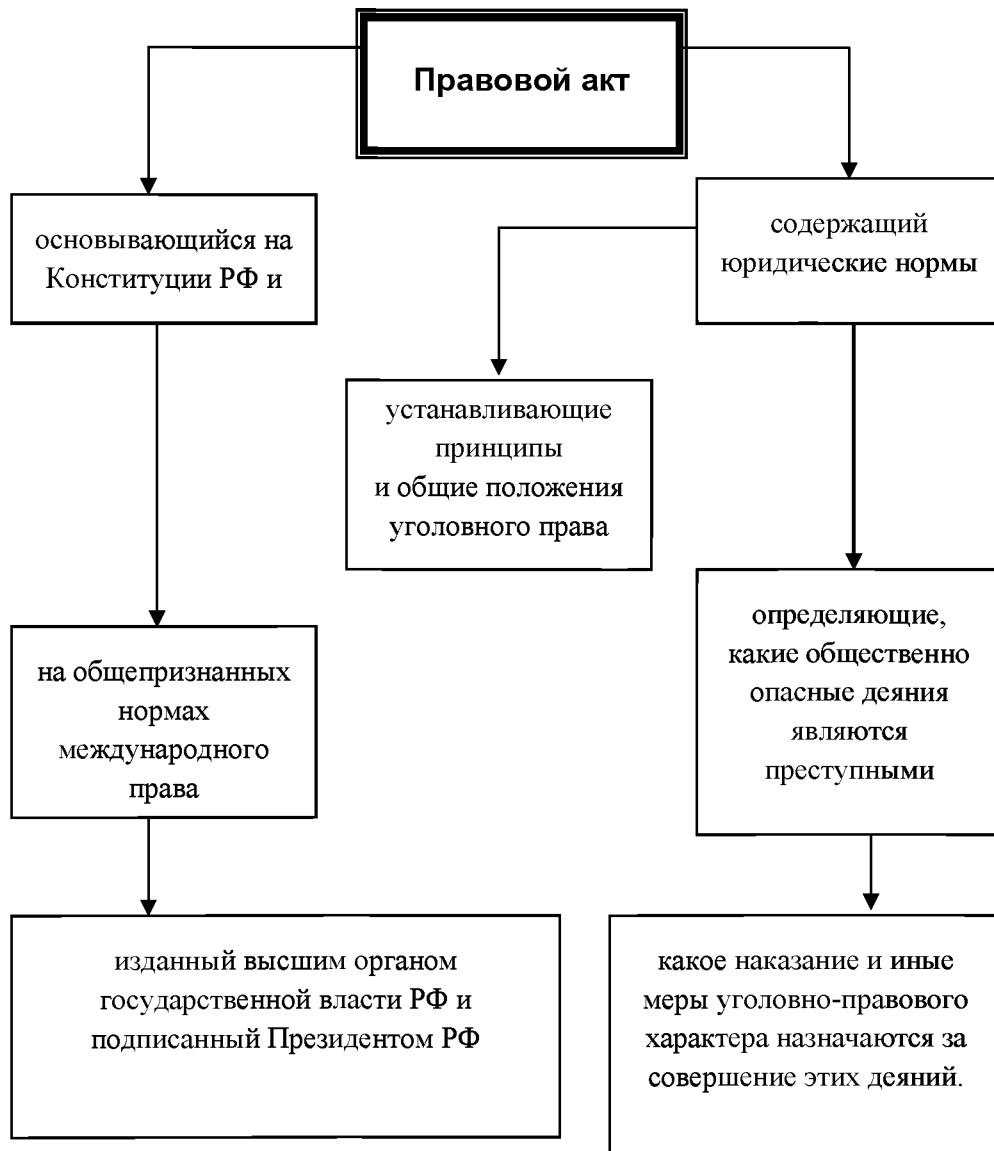 Правовой акт
основывающийся на
Конституции РФ и
содержащий
юридические нормы
устанавливающие
принципы
и общие положения
уголовного права
на общепризнанных
нормах
международного
права
определяющие,
какие общественно
опасные деяния
являются
преступными
изданный высшим органом
государственной власти РФ и
подписанный Президентом РФ
какое наказание и иные
меры уголовно-правового
характера назначаются за
совершение этих деяний.